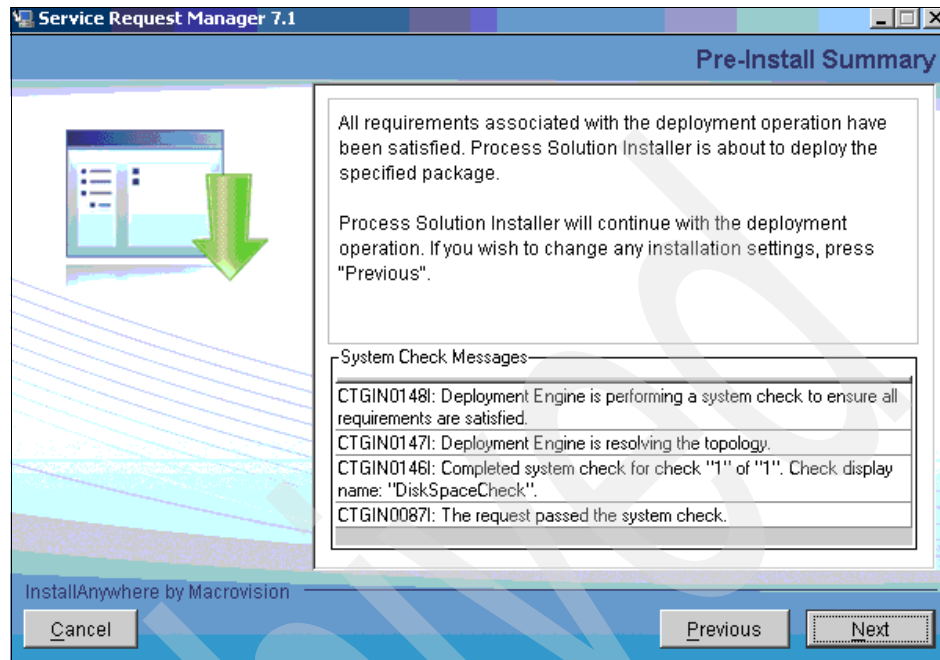 Service Request Manager 7.1
Pre-Install Summary
All requirements associated with the deployment operation have
been satisfied. Process Solution Installer is about to deploy the
specified package.
Process Solution Installer will continue with the deployment
operation. If you wish to change any installation settings, press
"Previous".
System Check Messages
CTGIN0148I: Deployment Engine is performing a system check to ensure all
requirements are satisfied.
CTGIN0147I: Deployment Engine is resolving the topology.
CTGIN0146I: Completed system check for check "1" of "1". Check display
name: "DiskSpaceCheck".
CTGIN0087I: The request passed the system check.
InstallAnywhere by Macrovision
Cancel
Previous
Next